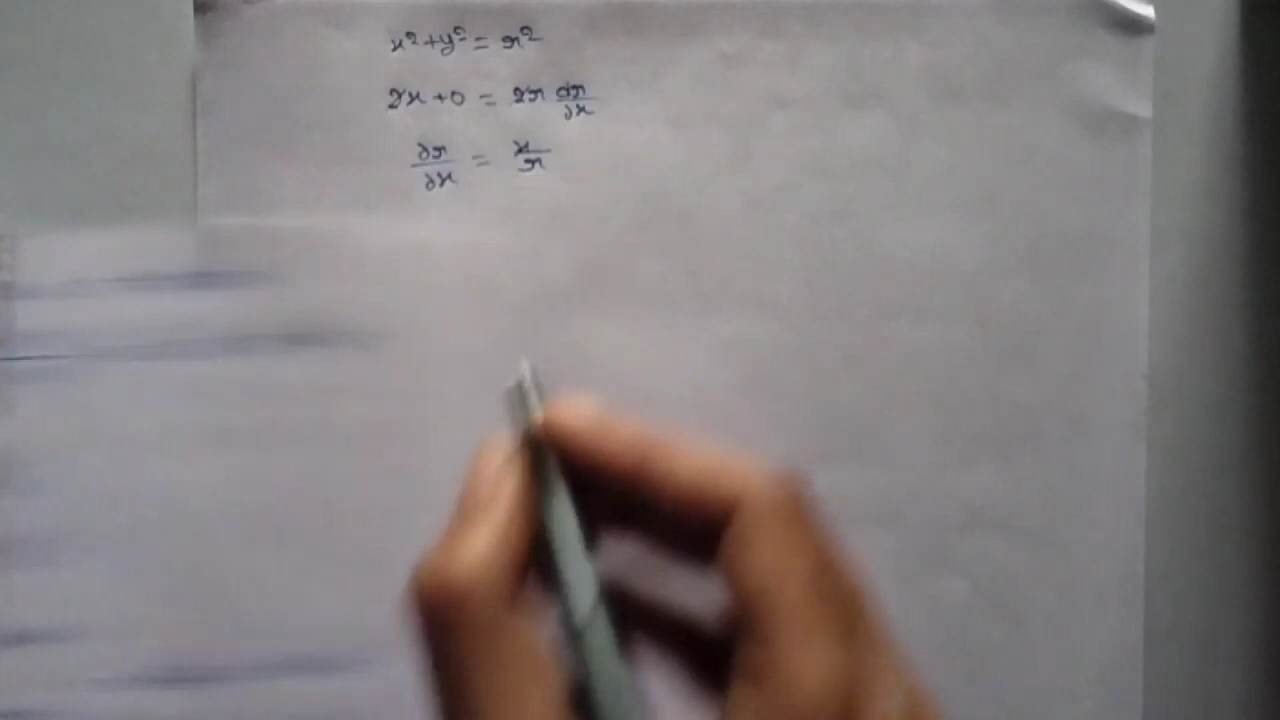 x² + y² = r²
2x + 0 = 2r ∂r/∂x
∂r/∂x = x/r